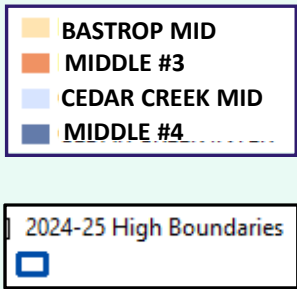 BASTROP MID
MIDDLE #3
CEDAR CREEK MID
MIDDLE #4
2024-25 High Boundaries